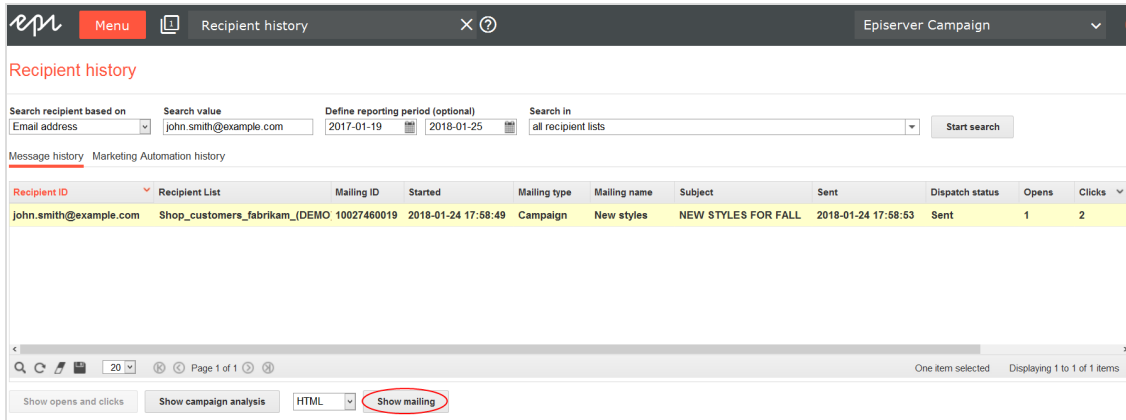 epi Menu 1 Recipient history Episerver Campaign
Recipient history
Search recipient based on Search value Define reporting period (optional) Search in
Email address john.smith@example.com 2017-01-19 2018-01-25 all recipient lists Start search
Message history Marketing Automation history
Recipient ID Recipient List Mailing ID Started Mailing type Mailing name Subject Sent Dispatch status Opens Clicks
john.smith@example.com Shop_customers_fabrikam_(DEMO) 10027460019 2018-01-24 17:58:49 Campaign New styles NEW STYLES FOR FALL 2018-01-24 17:58:53 Sent 1 2
20 Page 1 of 1 One item selected Displaying 1 to 1 of 1 items
Show opens and clicks Show campaign analysis HTML Show mailing